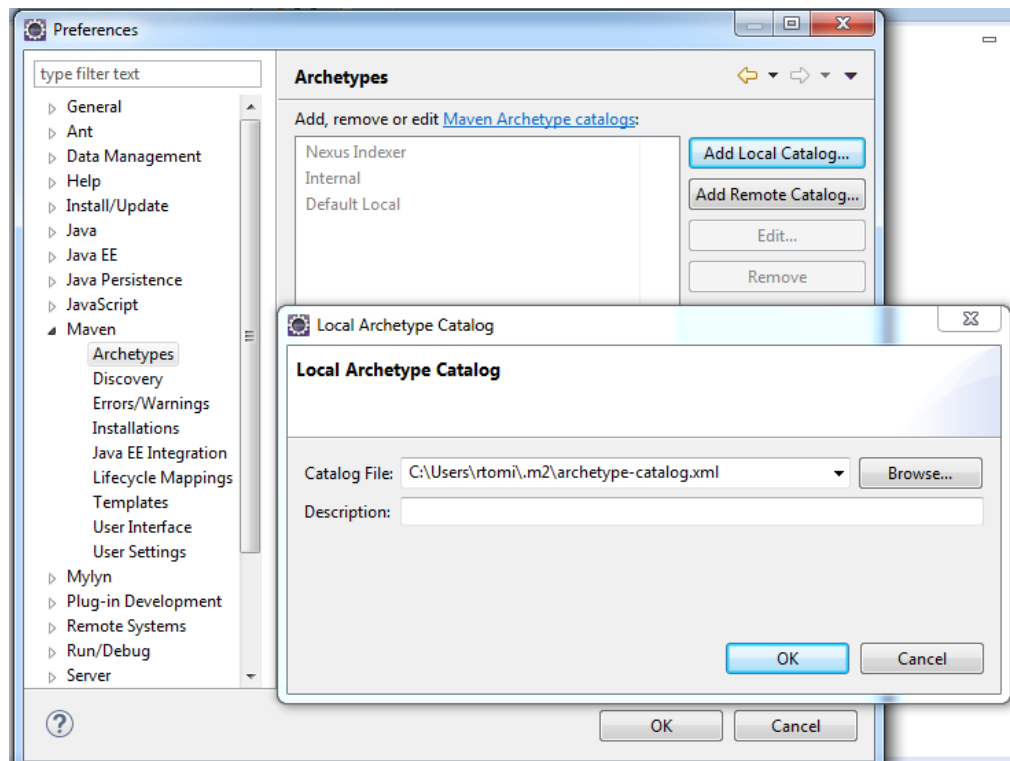 Preferences
type filter text
General
Ant
Data Management
Help
Install/Update
Java
Java EE
Java Persistence
JavaScript
Maven
Archetypes
Discovery
Errors/Warnings
Installations
Java EE Integration
Lifecycle Mappings
Templates
User Interface
User Settings
Mylyn
Plug-in Development
Remote Systems
Run/Debug
Server
Archetypes
Add, remove or edit Maven Archetype catalogs:
Nexus Indexer
Internal
Default Local
Add Local Catalog...
Add Remote Catalog...
Edit...
Remove
Local Archetype Catalog
Local Archetype Catalog
Catalog File: C:\Users\rtomi\.m2\archetype-catalog.xml Browse...
Description:
OK Cancel
OK Cancel